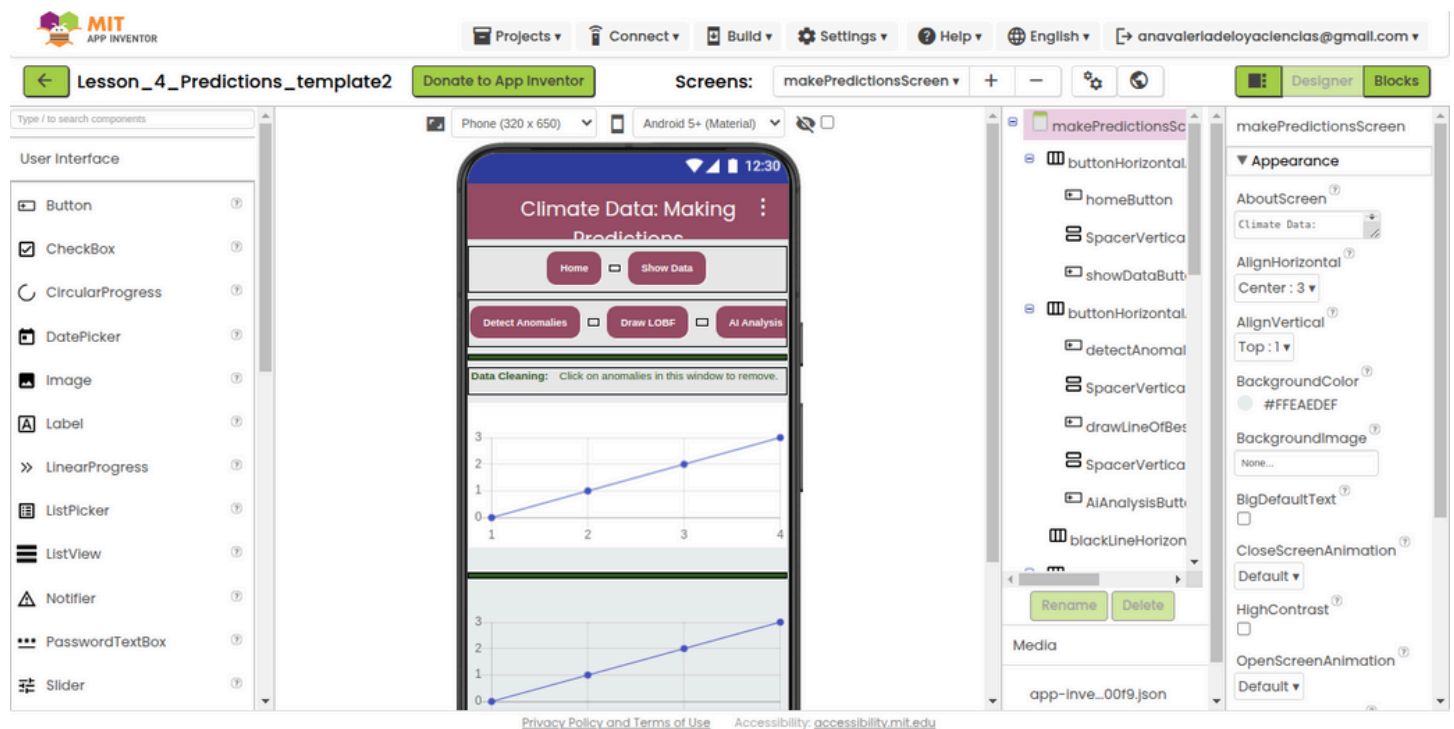 MIT
APP INVENTOR
Projects ▾ Connect ▾ Build ▾ Settings ▾ Help ▾ English ▾ anavaleriadeloyaciencias@gmail.com ▾
Lesson_4_Predictions_template2 Donate to App Inventor Screens: makePredictionsScreen ▾ + − Designer Blocks
Type / to search components
User Interface
Button
CheckBox
CircularProgress
DatePicker
Image
Label
LinearProgress
ListPicker
ListView
Notifier
PasswordTextBox
Slider
Phone (320 x 650) Android 5+ (Material)
12:30
Climate Data: Making
Predictions
Home Show Data
Detect Anomalies Draw LOBF AI Analysis
Data Cleaning: Click on anomalies in this window to remove.
3
2
1
0
1 2 3 4
3
2
1
0
makePredictionsSc
buttonHorizontal.
homeButton
SpacerVertica
showDataButt
buttonHorizontal.
detectAnomal
SpacerVertica
drawLineOfBes
SpacerVertica
AiAnalysisButt
blackLineHorizon
Rename Delete
Media
app-inve...00f9.json
makePredictionsScreen
▼ Appearance
AboutScreen
Climate Data:
AlignHorizontal
Center : 3 ▾
AlignVertical
Top : 1 ▾
BackgroundColor
#FFEAEDEF
BackgroundImage
None...
BigDefaultText
CloseScreenAnimation
Default ▾
HighContrast
OpenScreenAnimation
Default ▾
Privacy Policy and Terms of Use Accessibility: accessibility.mit.edu